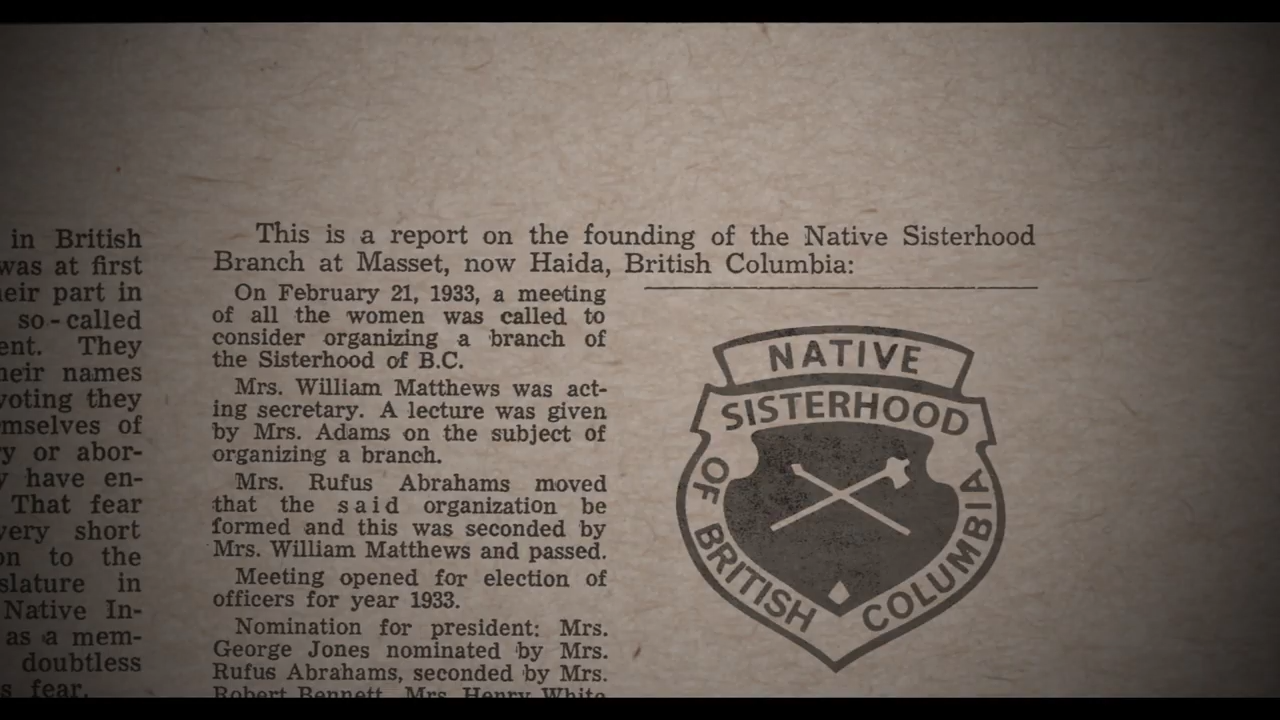 in British
was at first
their part in
so-called
ent. They
their names
voting they
mselves of
y or abor-
y have en-
That fear
very short
on to the
slature in
Native In-
as a mem-
doubtless
s fear.
This is a report on the founding of the Native Sisterhood
Branch at Masset, now Haida, British Columbia:
On February 21, 1933, a meeting
of all the women was called to
consider organizing a branch of
the Sisterhood of B.C.
Mrs. William Matthews was act-
ing secretary. A lecture was given
by Mrs. Adams on the subject of
organizing a branch.
Mrs. Rufus Abrahams moved
that the said organization be
formed and this was seconded by
Mrs. William Matthews and passed.
Meeting opened for election of
officers for year 1933.
Nomination for president: Mrs.
George Jones nominated by Mrs.
Rufus Abrahams, seconded by Mrs.
Robert Bennett. Mrs. Henry White
NATIVE
SISTERHOOD
OF BRITISH COLUMBIA